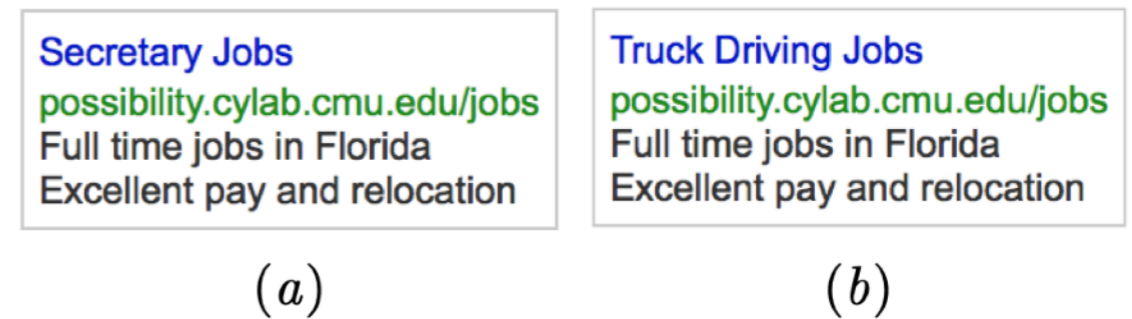 Secretary Jobs
possibility.cylab.cmu.edu/jobs
Full time jobs in Florida
Excellent pay and relocation
(a)
Truck Driving Jobs
possibility.cylab.cmu.edu/jobs
Full time jobs in Florida
Excellent pay and relocation
(b)